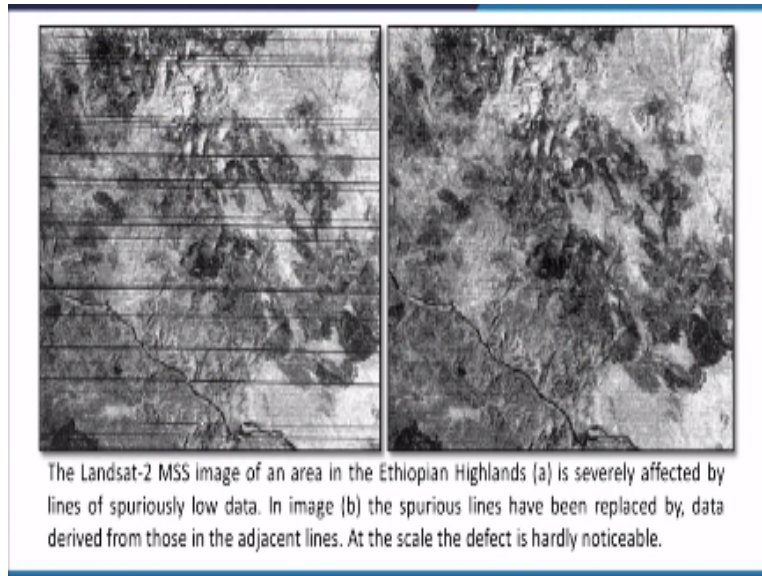 The Landsat-2 MSS image of an area in the Ethiopian Highlands (a) is severely affected by
lines of spuriously low data. In image (b) the spurious lines have been replaced by, data
derived from those in the adjacent lines. At the scale the defect is hardly noticeable.